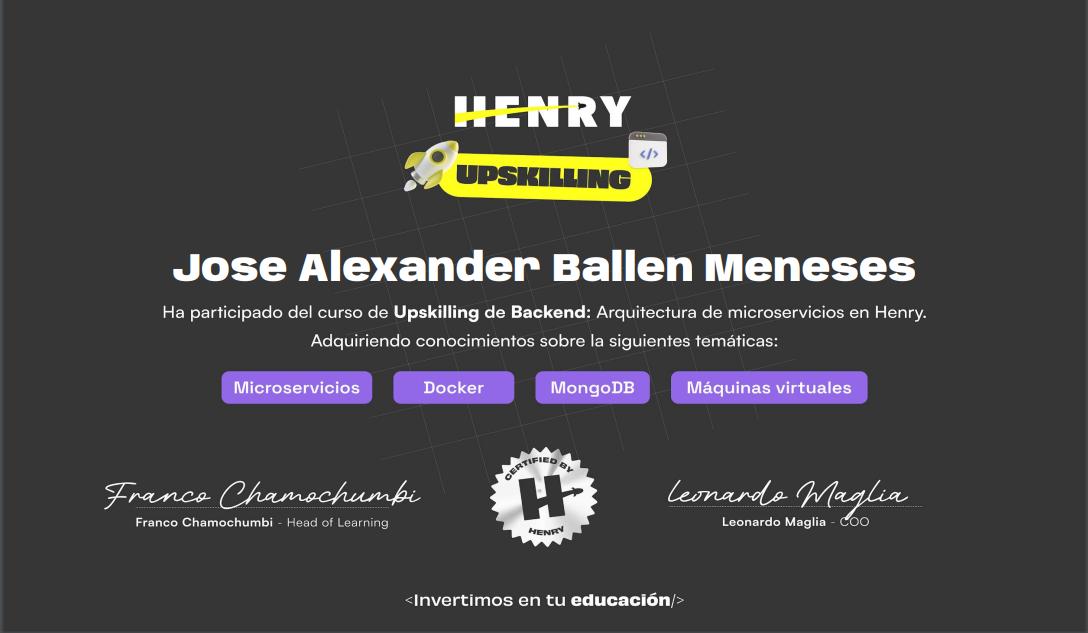 HENRY
</>
UPSKILLING
Jose Alexander Ballen Meneses
Ha participado del curso de Upskilling de Backend: Arquitectura de microservicios en Henry.
Adquiriendo conocimientos sobre la siguientes temáticas:
Microservicios Docker MongoDB Máquinas virtuales
CERTIFIED BY
H
HENRY
Franco Chamochumbi
Franco Chamochumbi - Head of Learning
Leonardo Maglia
Leonardo Maglia - COO
<Invertimos en tu educación/>